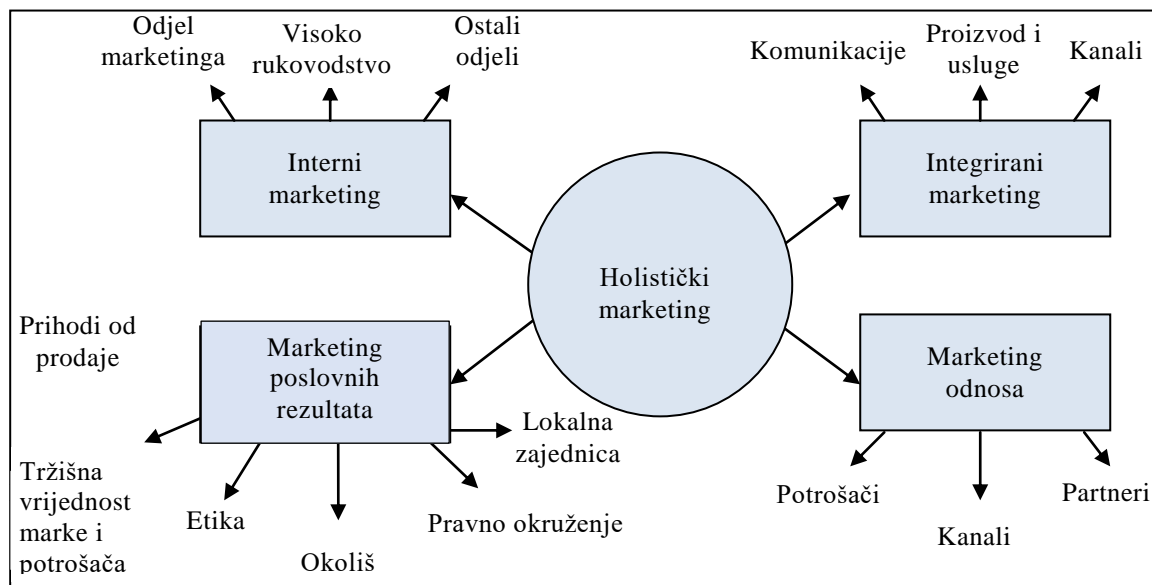 Odjel
marketinga
Visoko
rukovodstvo
Ostali
odjeli
Komunikacije
Proizvod i
usluge
Kanali
Interni
marketing
Integrirani
marketing
Holistički
marketing
Prihodi od
prodaje
Marketing
poslovnih
rezultata
Marketing
odnosa
Lokalna
zajednica
Tržišna
vrijednost
marke i
potrošača
Etika
Okoliš
Pravno okruženje
Potrošači
Kanali
Partneri